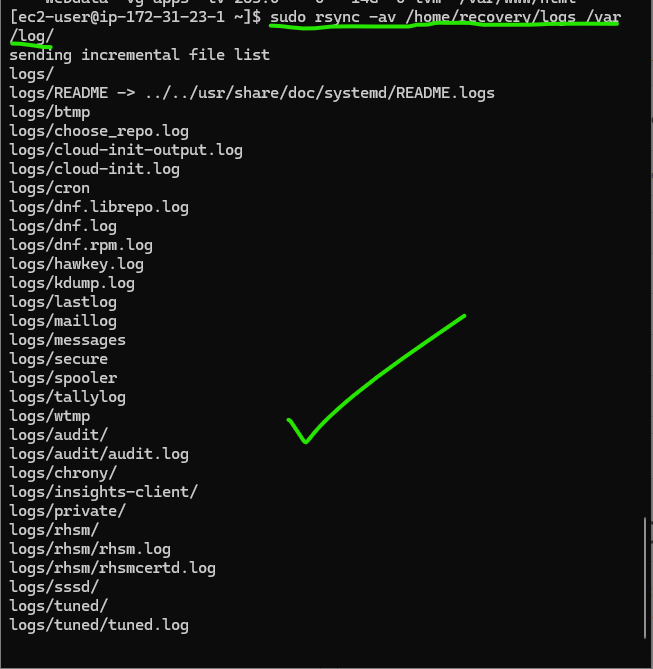 [ec2-user@ip-172-31-23-1 ~]$ sudo rsync -av /home/recovery/logs /var
/log/
sending incremental file list
logs/
logs/README -> ../../usr/share/doc/systemd/README.logs
logs/btmp
logs/choose_repo.log
logs/cloud-init-output.log
logs/cloud-init.log
logs/cron
logs/dnf.librepo.log
logs/dnf.log
logs/dnf.rpm.log
logs/hawkey.log
logs/kdump.log
logs/lastlog
logs/maillog
logs/messages
logs/secure
logs/spooler
logs/tallylog
logs/wtmp
logs/audit/
logs/audit/audit.log
logs/chrony/
logs/insights-client/
logs/private/
logs/rhsm/
logs/rhsm/rhsm.log
logs/rhsm/rhsmcertd.log
logs/sssd/
logs/tuned/
logs/tuned/tuned.log